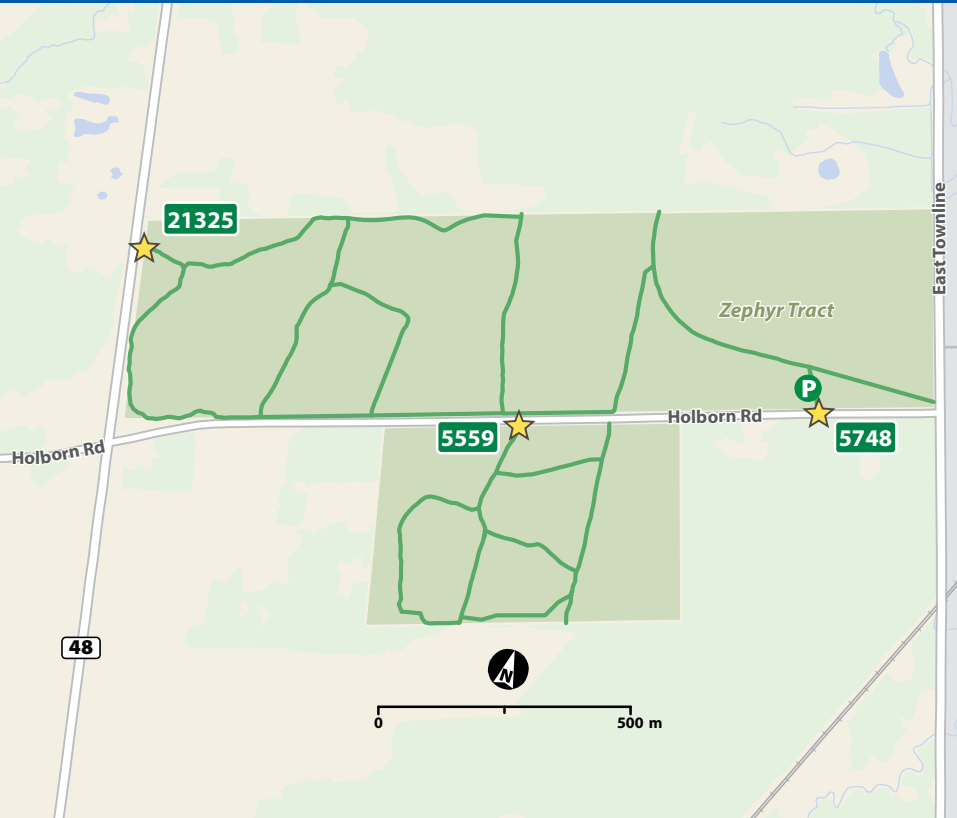 21325
East Townline
Zephyr Tract
P
Holborn Rd
5559
5748
Holborn Rd
48
N
0
500 m